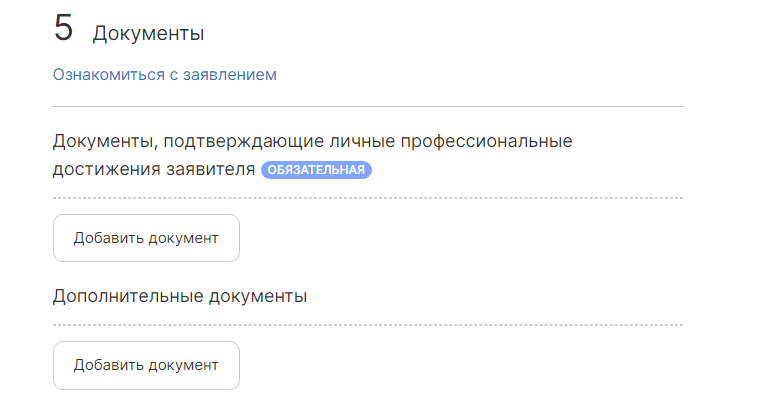 5 Документы
Ознакомиться с заявлением
Документы, подтверждающие личные профессиональные
достижения заявителя ОБЯЗАТЕЛЬНАЯ
Добавить документ
Дополнительные документы
Добавить документ